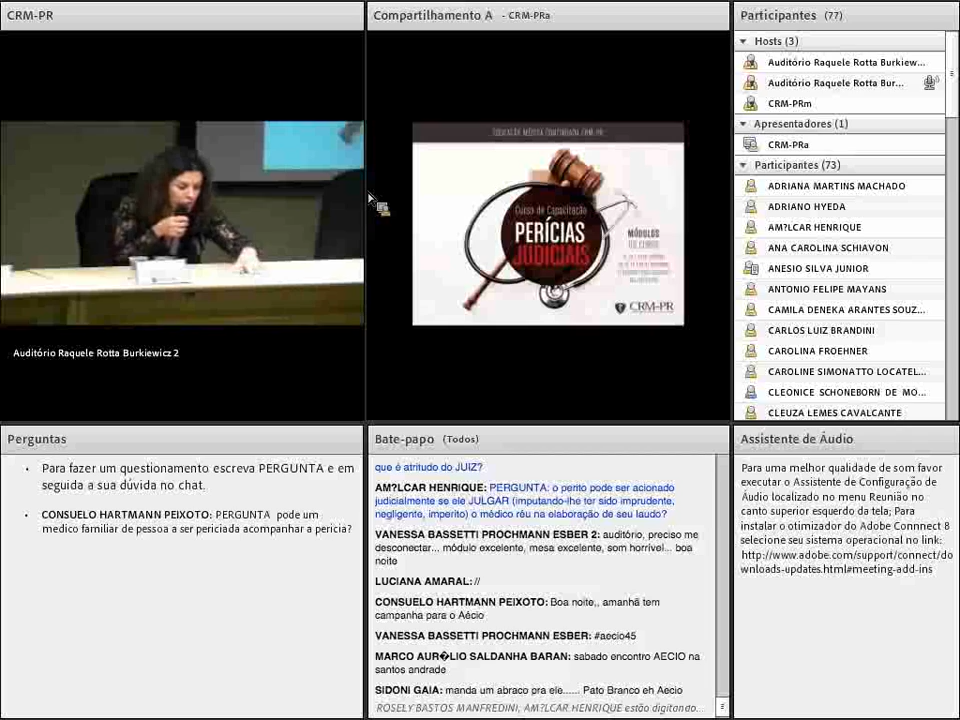 CRM-PR
Auditório Raquele Rotta Burkiewicz 2
Compartilhamento A - CRM-PRa
EDUCAÇÃO MÉDICA CONTINUADA CRM-PR
Curso de Capacitação
PERÍCIAS
JUDICIAIS
MÓDULOS
DO CURSO
CRM-PR
Participantes (77)
Hosts (3)
Auditório Raquele Rotta Burkiew...
Auditório Raquele Rotta Bur...
CRM-PRm
Apresentadores (1)
CRM-PRa
Participantes (73)
ADRIANA MARTINS MACHADO
ADRIANO HYEDA
AM?LCAR HENRIQUE
ANA CAROLINA SCHIAVON
ANESIO SILVA JUNIOR
ANTONIO FELIPE MAYANS
CAMILA DENEKA ARANTES SOUZ...
CARLOS LUIZ BRANDINI
CAROLINA FROEHNER
CAROLINE SIMONATTO LOCATEL...
CLEONICE SCHONEBORN DE MO...
CLEUZA LEMES CAVALCANTE
Perguntas
• Para fazer um questionamento escreva PERGUNTA e em
seguida a sua dúvida no chat.
• CONSUELO HARTMANN PEIXOTO: PERGUNTA pode um
medico familiar de pessoa a ser periciada acompanhar a pericia?
Bate-papo (Todos)
que é atritudo do JUIZ?
AM?LCAR HENRIQUE: PERGUNTA: o perito pode ser acionado
judicialmente se ele JULGAR (imputando-lhe ter sido imprudente,
negligente, imperito) o médico réu na elaboração de seu laudo?
VANESSA BASSETTI PROCHMANN ESBER 2: auditório, preciso me
desconectar... módulo excelente, mesa excelente, som horrível... boa
noite
LUCIANA AMARAL: //
CONSUELO HARTMANN PEIXOTO: Boa noite,, amanhã tem
campanha para o Aécio
VANESSA BASSETTI PROCHMANN ESBER: #aecio45
MARCO AUR�LIO SALDANHA BARAN: sabado encontro AECIO na
santos andrade
SIDONI GAIA: manda um abraco pra ele...... Pato Branco eh Aecio
ROSELY BASTOS MANFREDINI, AM?LCAR HENRIQUE estão digitando...
Assistente de Áudio
Para uma melhor qualidade de som favor
executar o Assistente de Configuração de
Áudio localizado no menu Reunião no
canto superior esquerdo da tela; Para
instalar o otimizador do Adobe Connnect 8
selecione seu sistema operacional no link:
http://www.adobe.com/support/connect/do
wnloads-updates.html#meeting-add-ins